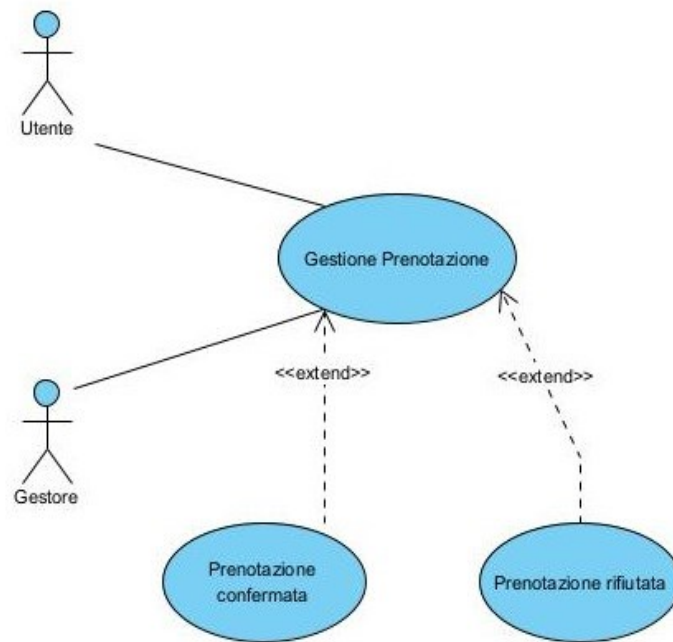 Utente
Gestione Prenotazione
<<extend>>
<<extend>>
Gestore
Prenotazione
confermata
Prenotazione rifiutata